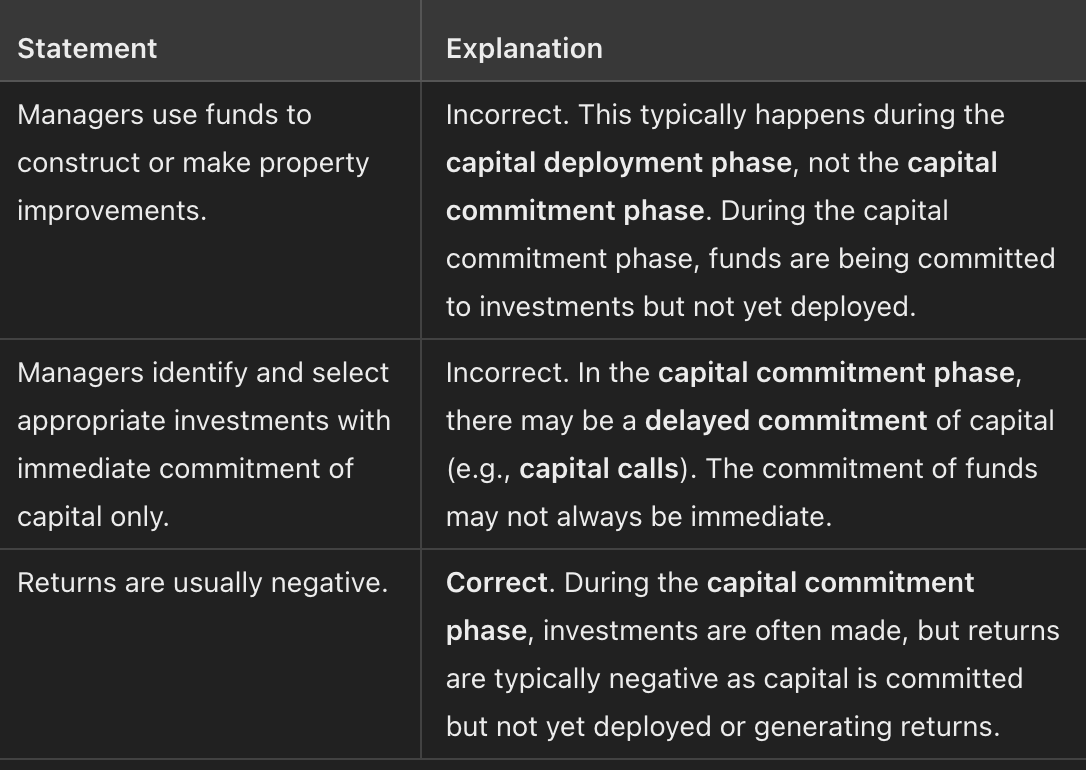 Statement
Explanation
Managers use funds to
construct or make property
improvements.
Incorrect. This typically happens during the
capital deployment phase, not the capital
commitment phase. During the capital
commitment phase, funds are being committed
to investments but not yet deployed.
Managers identify and select
appropriate investments with
immediate commitment of
capital only.
Incorrect. In the capital commitment phase,
there may be a delayed commitment of capital
(e.g., capital calls). The commitment of funds
may not always be immediate.
Returns are usually negative.
Correct. During the capital commitment
phase, investments are often made, but returns
are typically negative as capital is committed
but not yet deployed or generating returns.